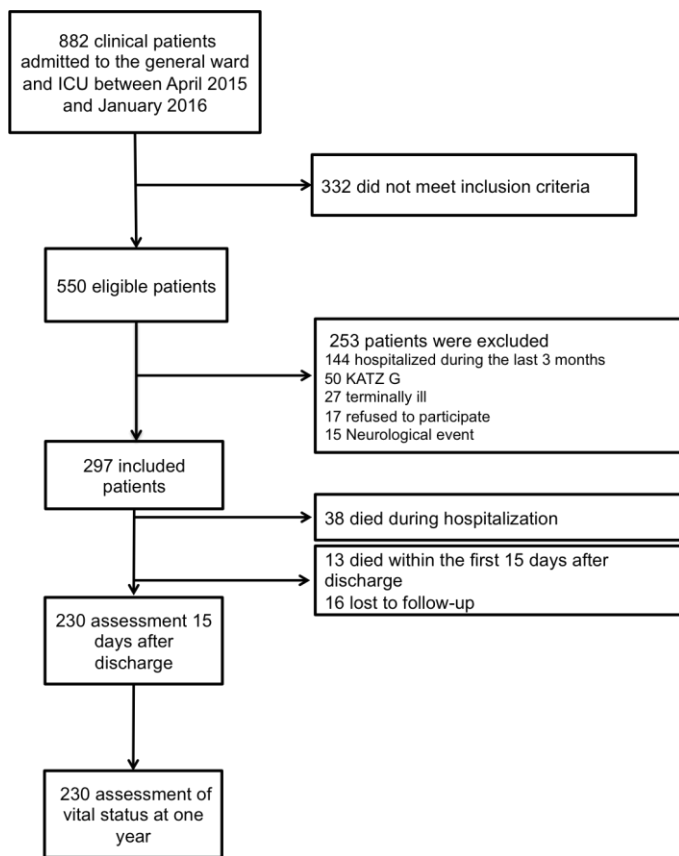 882 clinical patients
admitted to the general ward
and ICU between April 2015
and January 2016
332 did not meet inclusion criteria
550 eligible patients
253 patients were excluded
144 hospitalized during the last 3 months
50 KATZ G
27 terminally ill
17 refused to participate
15 Neurological event
297 included
patients
38 died during hospitalization
13 died within the first 15 days after
discharge
16 lost to follow-up
230 assessment 15
days after
discharge
230 assessment of
vital status at one
year